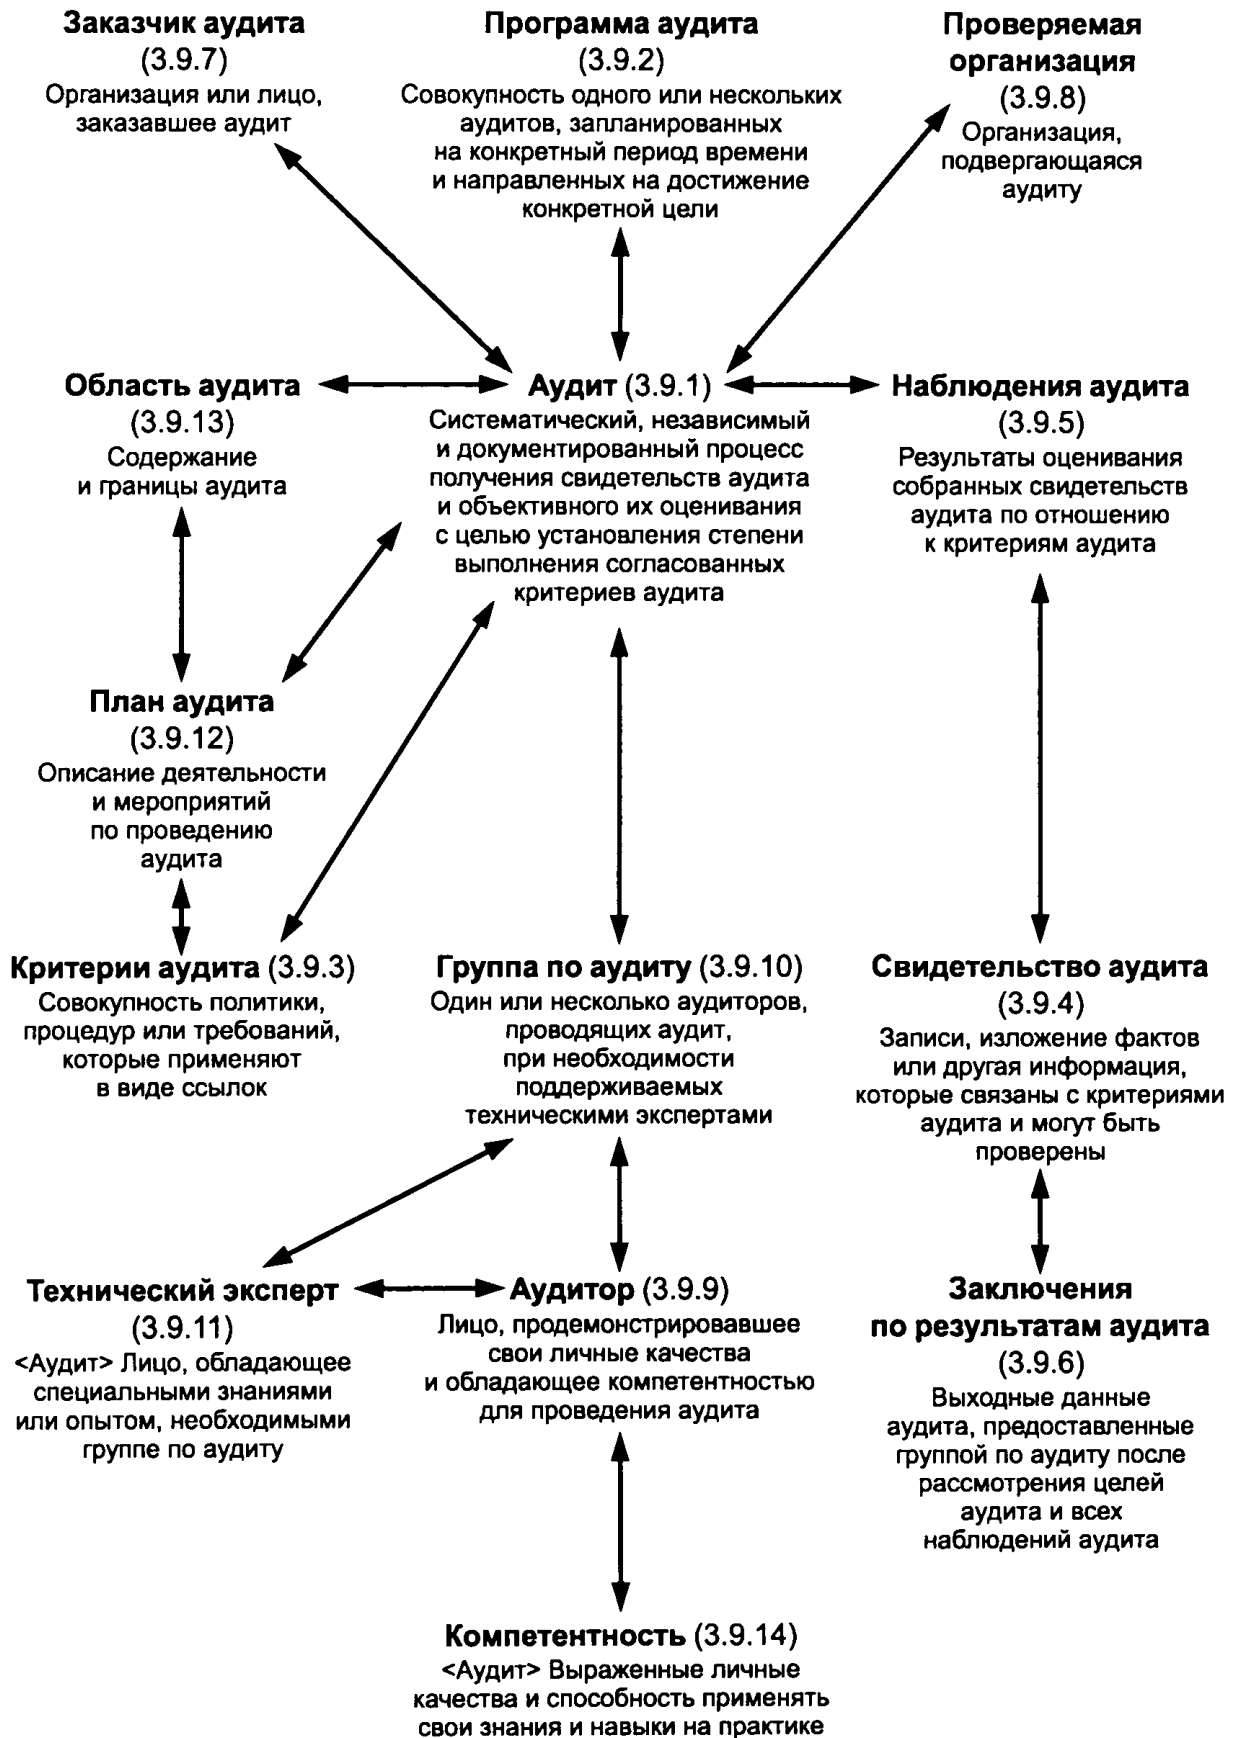 Заказчик аудита
(3.9.7)
Организация или лицо,
заказавшее аудит
Программа аудита
(3.9.2)
Совокупность одного или нескольких
аудитов, запланированных
на конкретный период времени
и направленных на достижение
конкретной цели
Проверяемая
организация
(3.9.8)
Организация,
подвергающаяся
аудиту
Область аудита
(3.9.13)
Содержание
и границы аудита
Аудит (3.9.1)
Систематический, независимый
и документированный процесс
получения свидетельств аудита
и объективного их оценивания
с целью установления степени
выполнения согласованных
критериев аудита
Наблюдения аудита
(3.9.5)
Результаты оценивания
собранных свидетельств
аудита по отношению
к критериям аудита
План аудита
(3.9.12)
Описание деятельности
и мероприятий
по проведению
аудита
Критерии аудита (3.9.3)
Совокупность политики,
процедур или требований,
которые применяют
в виде ссылок
Группа по аудиту (3.9.10)
Один или несколько аудиторов,
проводящих аудит,
при необходимости
поддерживаемых
техническими экспертами
Свидетельство аудита
(3.9.4)
Записи, изложение фактов
или другая информация,
которые связаны с критериями
аудита и могут быть
проверены
Технический эксперт
(3.9.11)
<Аудит> Лицо, обладающее
специальными знаниями
или опытом, необходимыми
группе по аудиту
Аудитор (3.9.9)
Лицо, продемонстрировавшее
свои личные качества
и обладающее компетентностью
для проведения аудита
Заключения
по результатам аудита
(3.9.6)
Выходные данные
аудита, предоставленные
группой по аудиту после
рассмотрения целей
аудита и всех
наблюдений аудита
Компетентность (3.9.14)
<Аудит> Выраженные личные
качества и способность применять
свои знания и навыки на практике